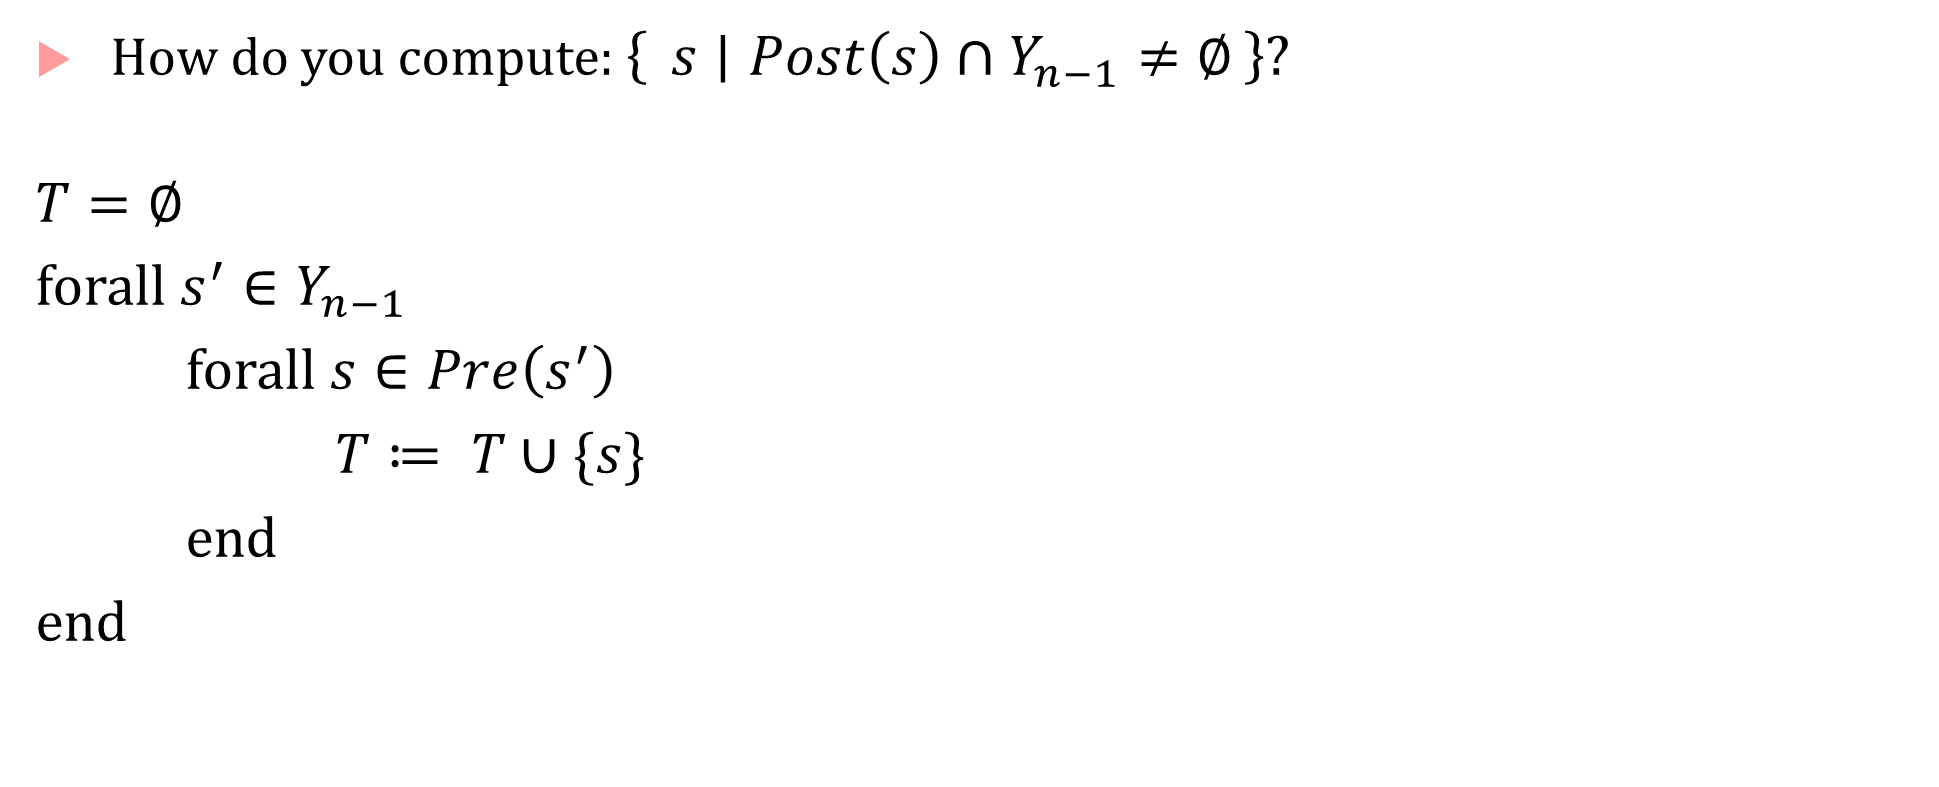 How do you compute: { s | Post(s) ∩ Yₙ₋₁ ≠ ∅ }?
T = ∅
forall s′ ∈ Yₙ₋₁
forall s ∈ Pre(s′)
T ≔ T ∪ {s}
end
end